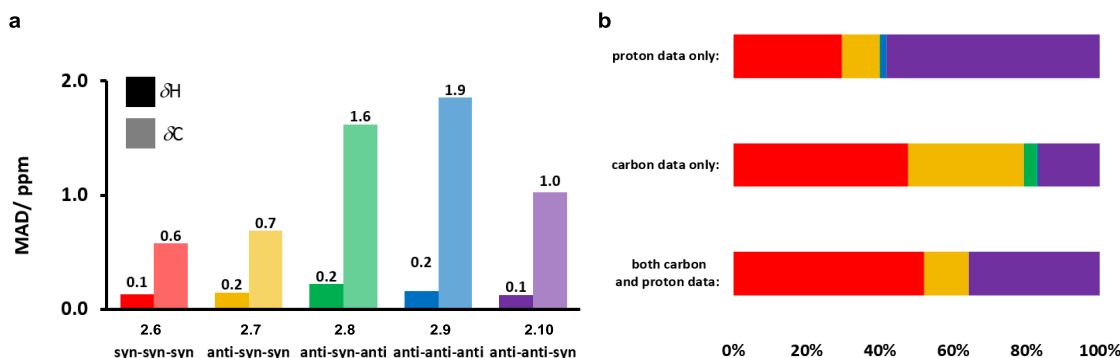 a
MAD/ ppm
2.0
1.0
0.0
δH
δC
0.1
0.6
0.2
0.7
0.2
1.6
0.2
1.9
0.1
1.0
2.6 2.7 2.8 2.9 2.10
syn-syn-syn anti-syn-syn anti-syn-anti anti-anti-anti anti-anti-syn
b
proton data only:
carbon data only:
both carbon
and proton data:
0% 20% 40% 60% 80% 100%